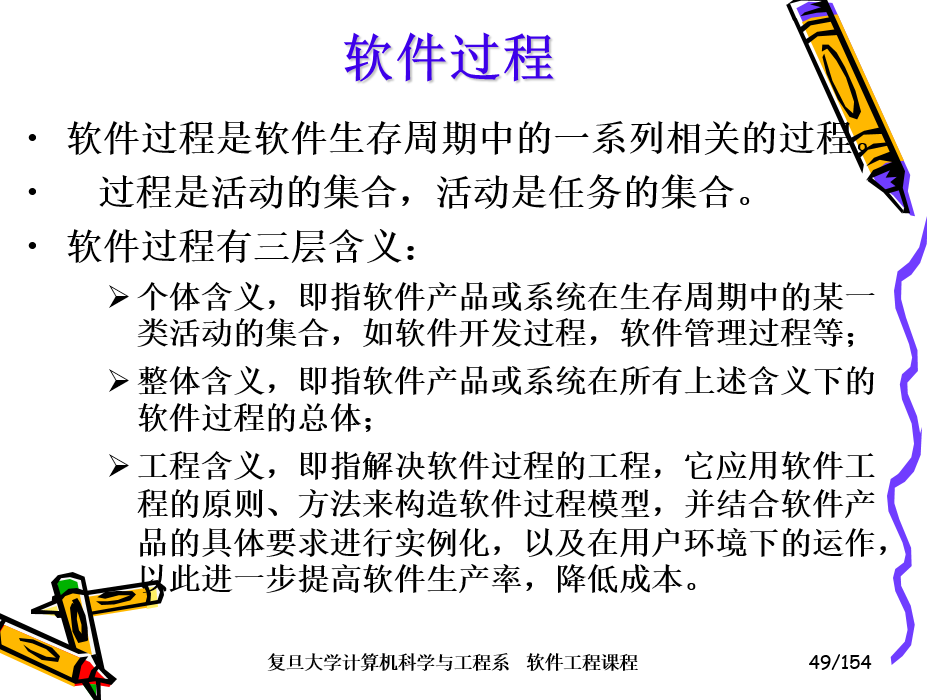 软件过程
• 软件过程是软件生存周期中的一系列相关的过程。
• 过程是活动的集合，活动是任务的集合。
• 软件过程有三层含义：
➢ 个体含义，即指软件产品或系统在生存周期中的某一
类活动的集合，如软件开发过程，软件管理过程等；
➢ 整体含义，即指软件产品或系统在所有上述含义下的
软件过程的总体；
➢ 工程含义，即指解决软件过程的工程，它应用软件工
程的原则、方法来构造软件过程模型，并结合软件产
品的具体要求进行实例化，以及在用户环境下的运作，
以此进一步提高软件生产率，降低成本。
复旦大学计算机科学与工程系 软件工程课程
49/154